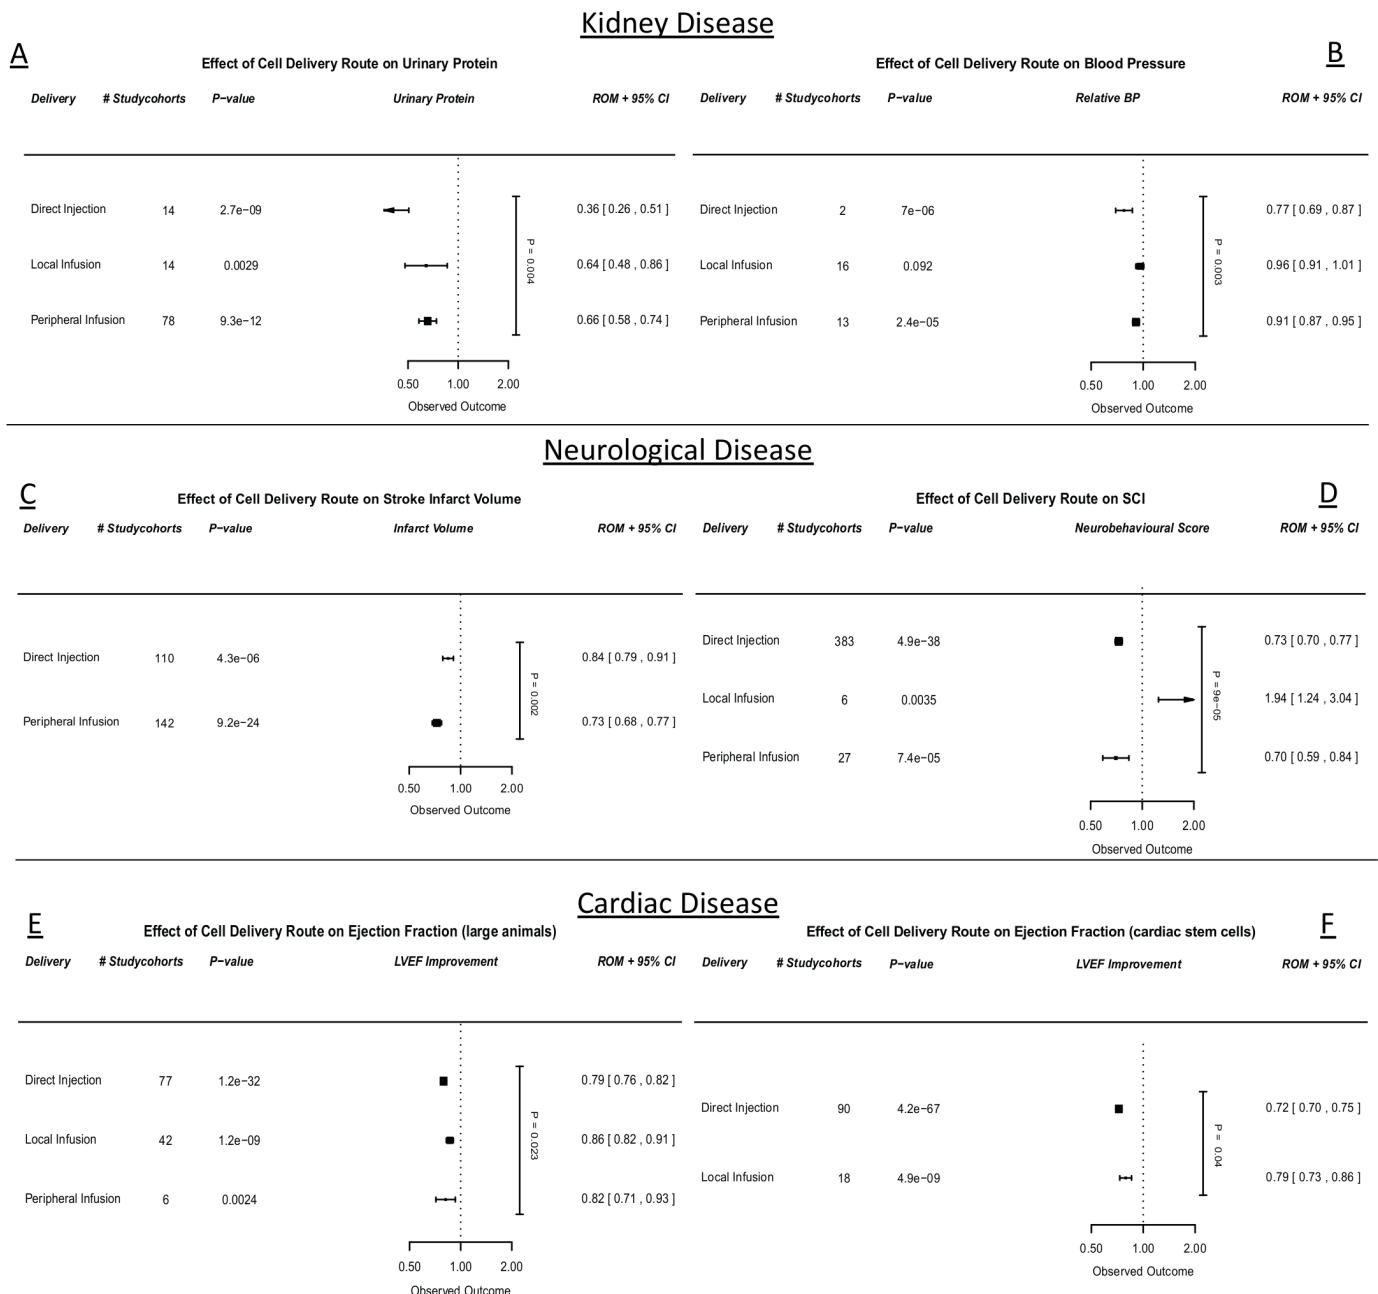 Kidney Disease
A
Effect of Cell Delivery Route on Urinary Protein
Delivery # Studycohorts P−value Urinary Protein ROM + 95% CI
Direct Injection 14 2.7e−09 0.36 [ 0.26 , 0.51 ]
Local Infusion 14 0.0029 0.64 [ 0.48 , 0.86 ]
Peripheral Infusion 78 9.3e−12 0.66 [ 0.58 , 0.74 ]
P = 0.004
0.50 1.00 2.00
Observed Outcome
B
Effect of Cell Delivery Route on Blood Pressure
Delivery # Studycohorts P−value Relative BP ROM + 95% CI
Direct Injection 2 7e−06 0.77 [ 0.69 , 0.87 ]
Local Infusion 16 0.092 0.96 [ 0.91 , 1.01 ]
Peripheral Infusion 13 2.4e−05 0.91 [ 0.87 , 0.95 ]
P = 0.003
0.50 1.00 2.00
Observed Outcome
Neurological Disease
C
Effect of Cell Delivery Route on Stroke Infarct Volume
Delivery # Studycohorts P−value Infarct Volume ROM + 95% CI
Direct Injection 110 4.3e−06 0.84 [ 0.79 , 0.91 ]
Peripheral Infusion 142 9.2e−24 0.73 [ 0.68 , 0.77 ]
P = 0.002
0.50 1.00 2.00
Observed Outcome
D
Effect of Cell Delivery Route on SCI
Delivery # Studycohorts P−value Neurobehavioural Score ROM + 95% CI
Direct Injection 383 4.9e−38 0.73 [ 0.70 , 0.77 ]
Local Infusion 6 0.0035 1.94 [ 1.24 , 3.04 ]
Peripheral Infusion 27 7.4e−05 0.70 [ 0.59 , 0.84 ]
P = 9e−05
0.50 1.00 2.00
Observed Outcome
Cardiac Disease
E
Effect of Cell Delivery Route on Ejection Fraction (large animals)
Delivery # Studycohorts P−value LVEF Improvement ROM + 95% CI
Direct Injection 77 1.2e−32 0.79 [ 0.76 , 0.82 ]
Local Infusion 42 1.2e−09 0.86 [ 0.82 , 0.91 ]
Peripheral Infusion 6 0.0024 0.82 [ 0.71 , 0.93 ]
P = 0.023
0.50 1.00 2.00
Observed Outcome
F
Effect of Cell Delivery Route on Ejection Fraction (cardiac stem cells)
Delivery # Studycohorts P−value LVEF Improvement ROM + 95% CI
Direct Injection 90 4.2e−67 0.72 [ 0.70 , 0.75 ]
Local Infusion 18 4.9e−09 0.79 [ 0.73 , 0.86 ]
P = 0.04
0.50 1.00 2.00
Observed Outcome